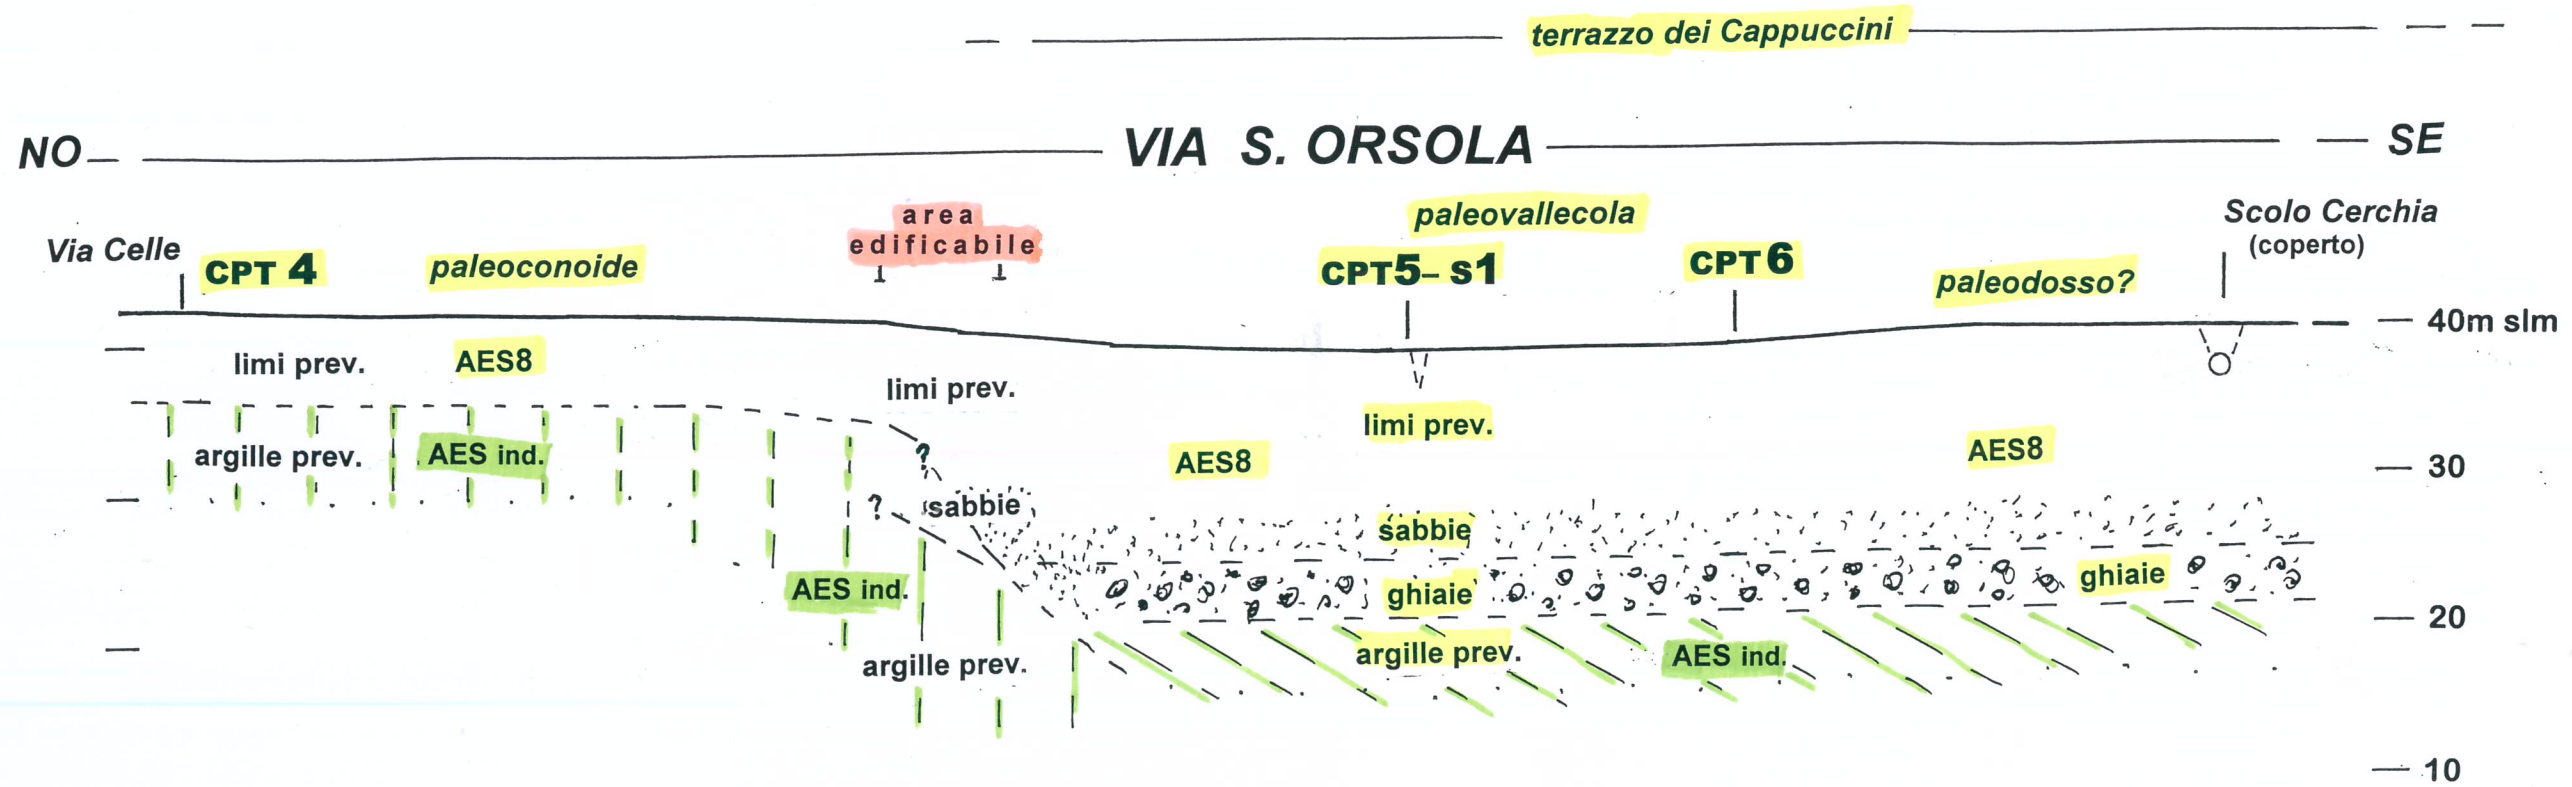 terrazzo dei Cappuccini
NO
VIA S. ORSOLA
SE
Via Celle
CPT 4
paleoconoide
area
edificabile
paleovallecola
CPT5– S1
CPT 6
paleodosso?
Scolo Cerchia
(coperto)
40m slm
limi prev.
AES8
limi prev.
limi prev.
argille prev.
AES ind.
?
AES8
AES8
30
?
sabbie
sabbie
AES ind.
ghiaie
ghiaie
20
argille prev.
argille prev.
AES ind.
10